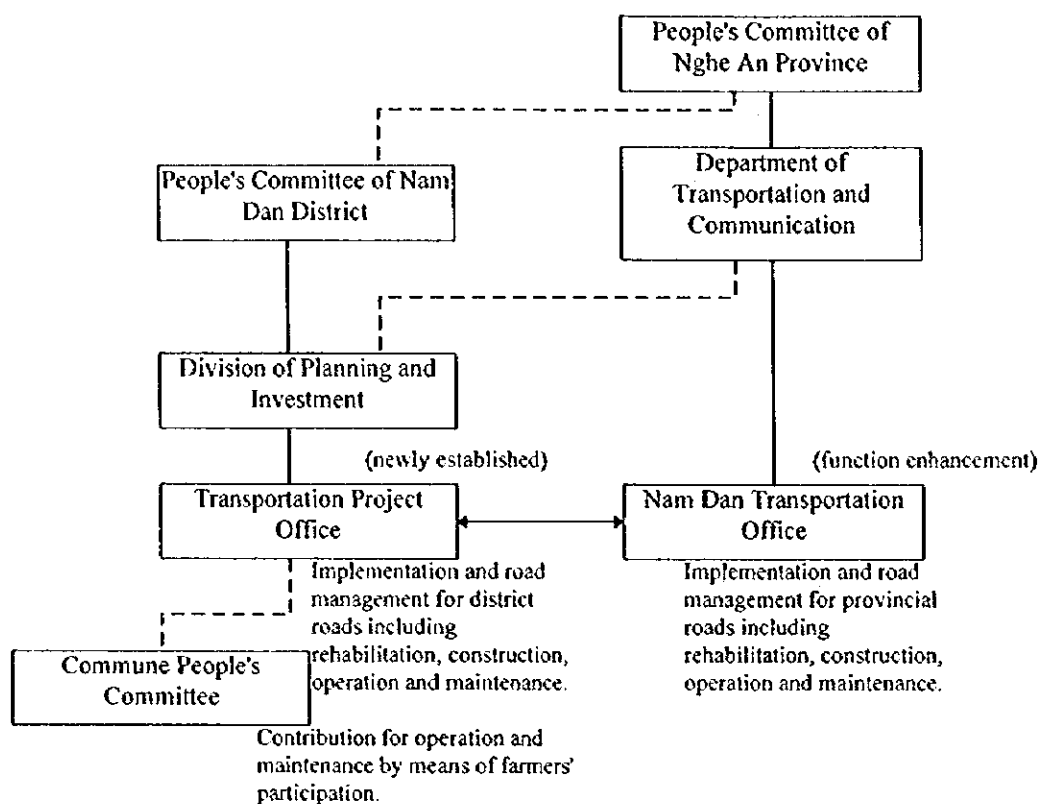 People's Committee of
Nghe An Province
Department of
Transportation and
Communication
People's Committee of Nam
Dan District
Division of Planning and
Investment
(newly established)
(function enhancement)
Transportation Project
Office
Nam Dan Transportation
Office
Implementation and road
management for district
roads including
rehabilitation, construction,
operation and maintenance.
Implementation and road
management for provincial
roads including
rehabilitation, construction,
operation and maintenance.
Commune People's
Committee
Contribution for operation and
maintenance by means of farmers'
participation.